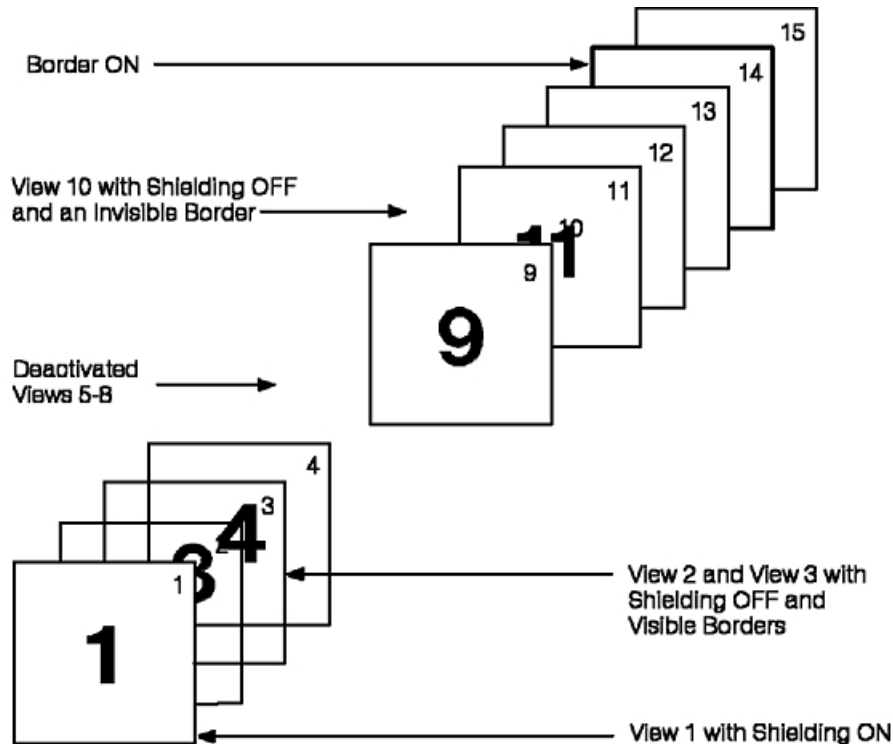 15
Border ON
14
13
12
View 10 with Shielding OFF
and an Invisible Border
11
10
11
9
9
Deactivated
Views 5-8
4
3
4
2
3
1
View 2 and View 3 with
Shielding OFF and
Visible Borders
1
View 1 with Shielding ON